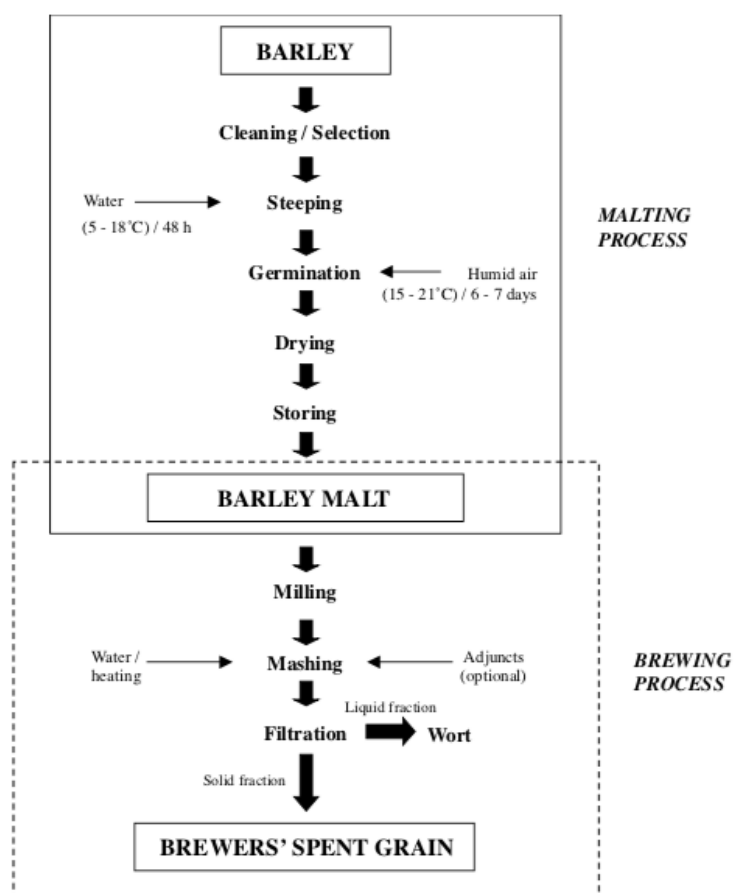 BARLEY
Cleaning / Selection
Water
Steeping
(5 - 18˚C) / 48 h
MALTING
PROCESS
Germination
Humid air
(15 - 21˚C) / 6 - 7 days
Drying
Storing
BARLEY MALT
Milling
Water /
heating
Mashing
Adjuncts
(optional)
BREWING
PROCESS
Liquid fraction
Filtration
Wort
Solid fraction
BREWERS’ SPENT GRAIN